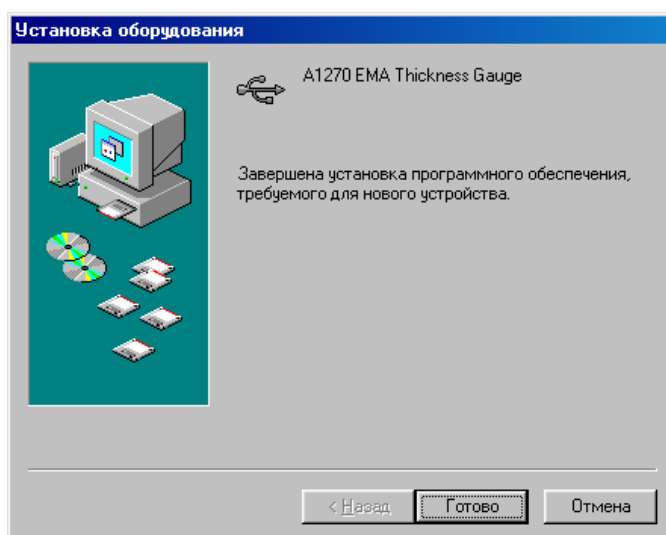 Установка оборудования
A1270 EMA Thickness Gauge
Завершена установка программного обеспечения,
требуемого для нового устройства.
< Назад
Готово
Отмена